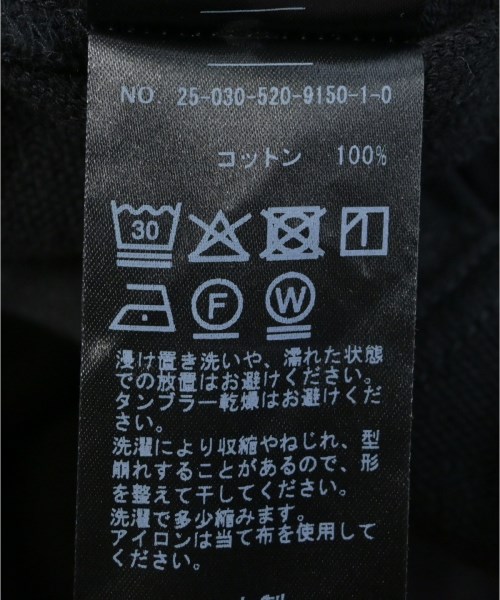 NO. 25-030-520-9150-1-0
コットン 100%
30
F W
浸け置き洗いや、濡れた状態
での放置はお避けください。
タンブラー乾燥はお避けくだ
さい。
洗濯により収縮やねじれ、型
崩れすることがあるので、形
を整えて干してください。
洗濯で多少縮みます。
アイロンは当て布を使用して
ください。